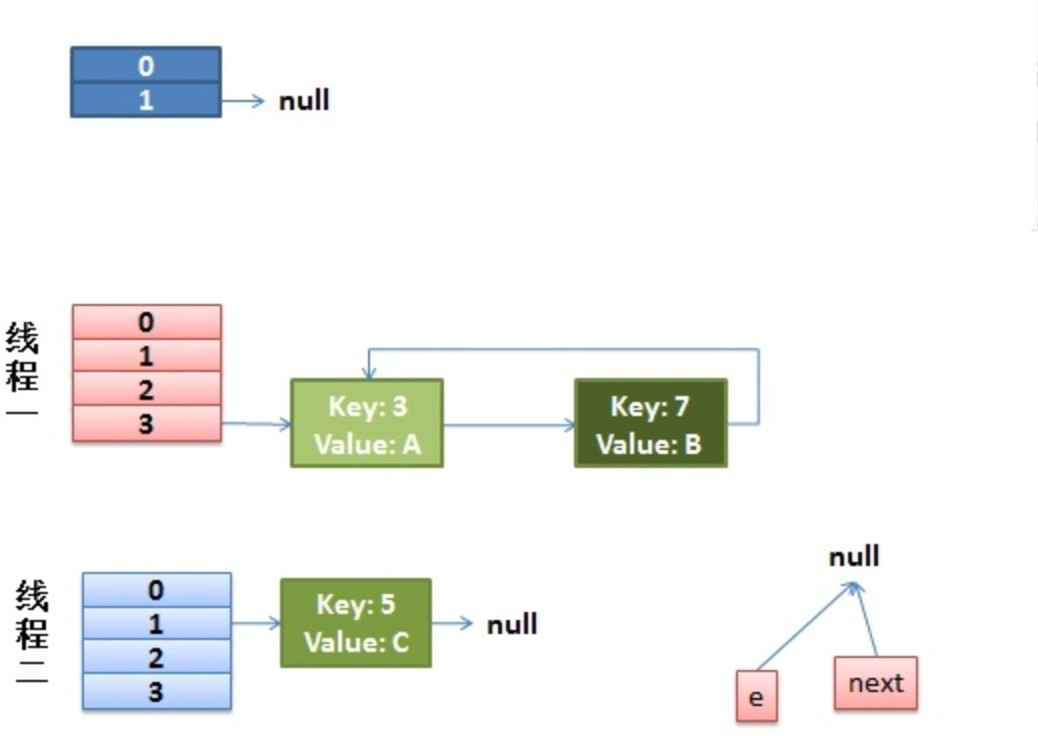 0
1
null
线程一
0
1
2
3
Key: 3
Value: A
Key: 7
Value: B
线程二
0
1
2
3
Key: 5
Value: C
null
null
e
next